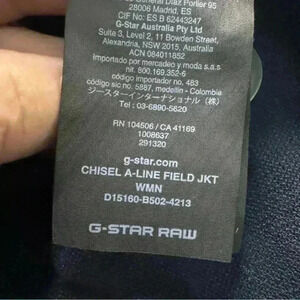 General Díaz Porlier 95
28006 Madrid, ES
CIF No: ES B 62443247
G-Star Australia Pty Ltd
Suite 3, Level 2, 11 Bowden Street,
Alexandria, NSW 2015, Australia
ACN 084011852
Importado por mercadeo y moda s.a.s
nit. 800.169.352-6
código importador no. 483
código sic no. 5887, medellín - Colombia
ジースターインターナショナル（株）
Tel: 03-6890-5620
RN 104506 / CA 41169
1008637
291320
g-star.com
CHISEL A-LINE FIELD JKT
WMN
D15160-B502-4213
G-STAR RAW